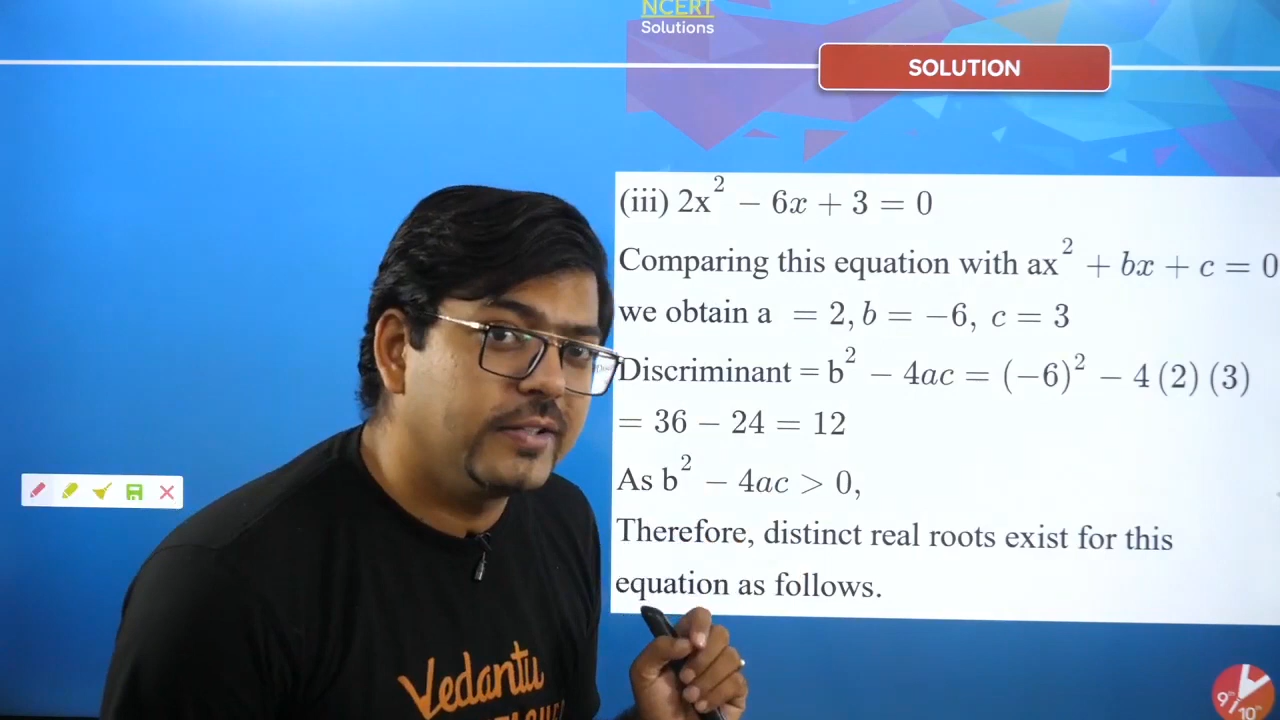 NCERT
Solutions
SOLUTION
(iii) 2x² − 6x + 3 = 0
Comparing this equation with ax² + bx + c = 0
we obtain a = 2, b = −6, c = 3
Discriminant = b² − 4ac = (−6)² − 4 (2) (3)
= 36 − 24 = 12
As b² − 4ac > 0,
Therefore, distinct real roots exist for this
equation as follows.
Vedantu
9th
10th